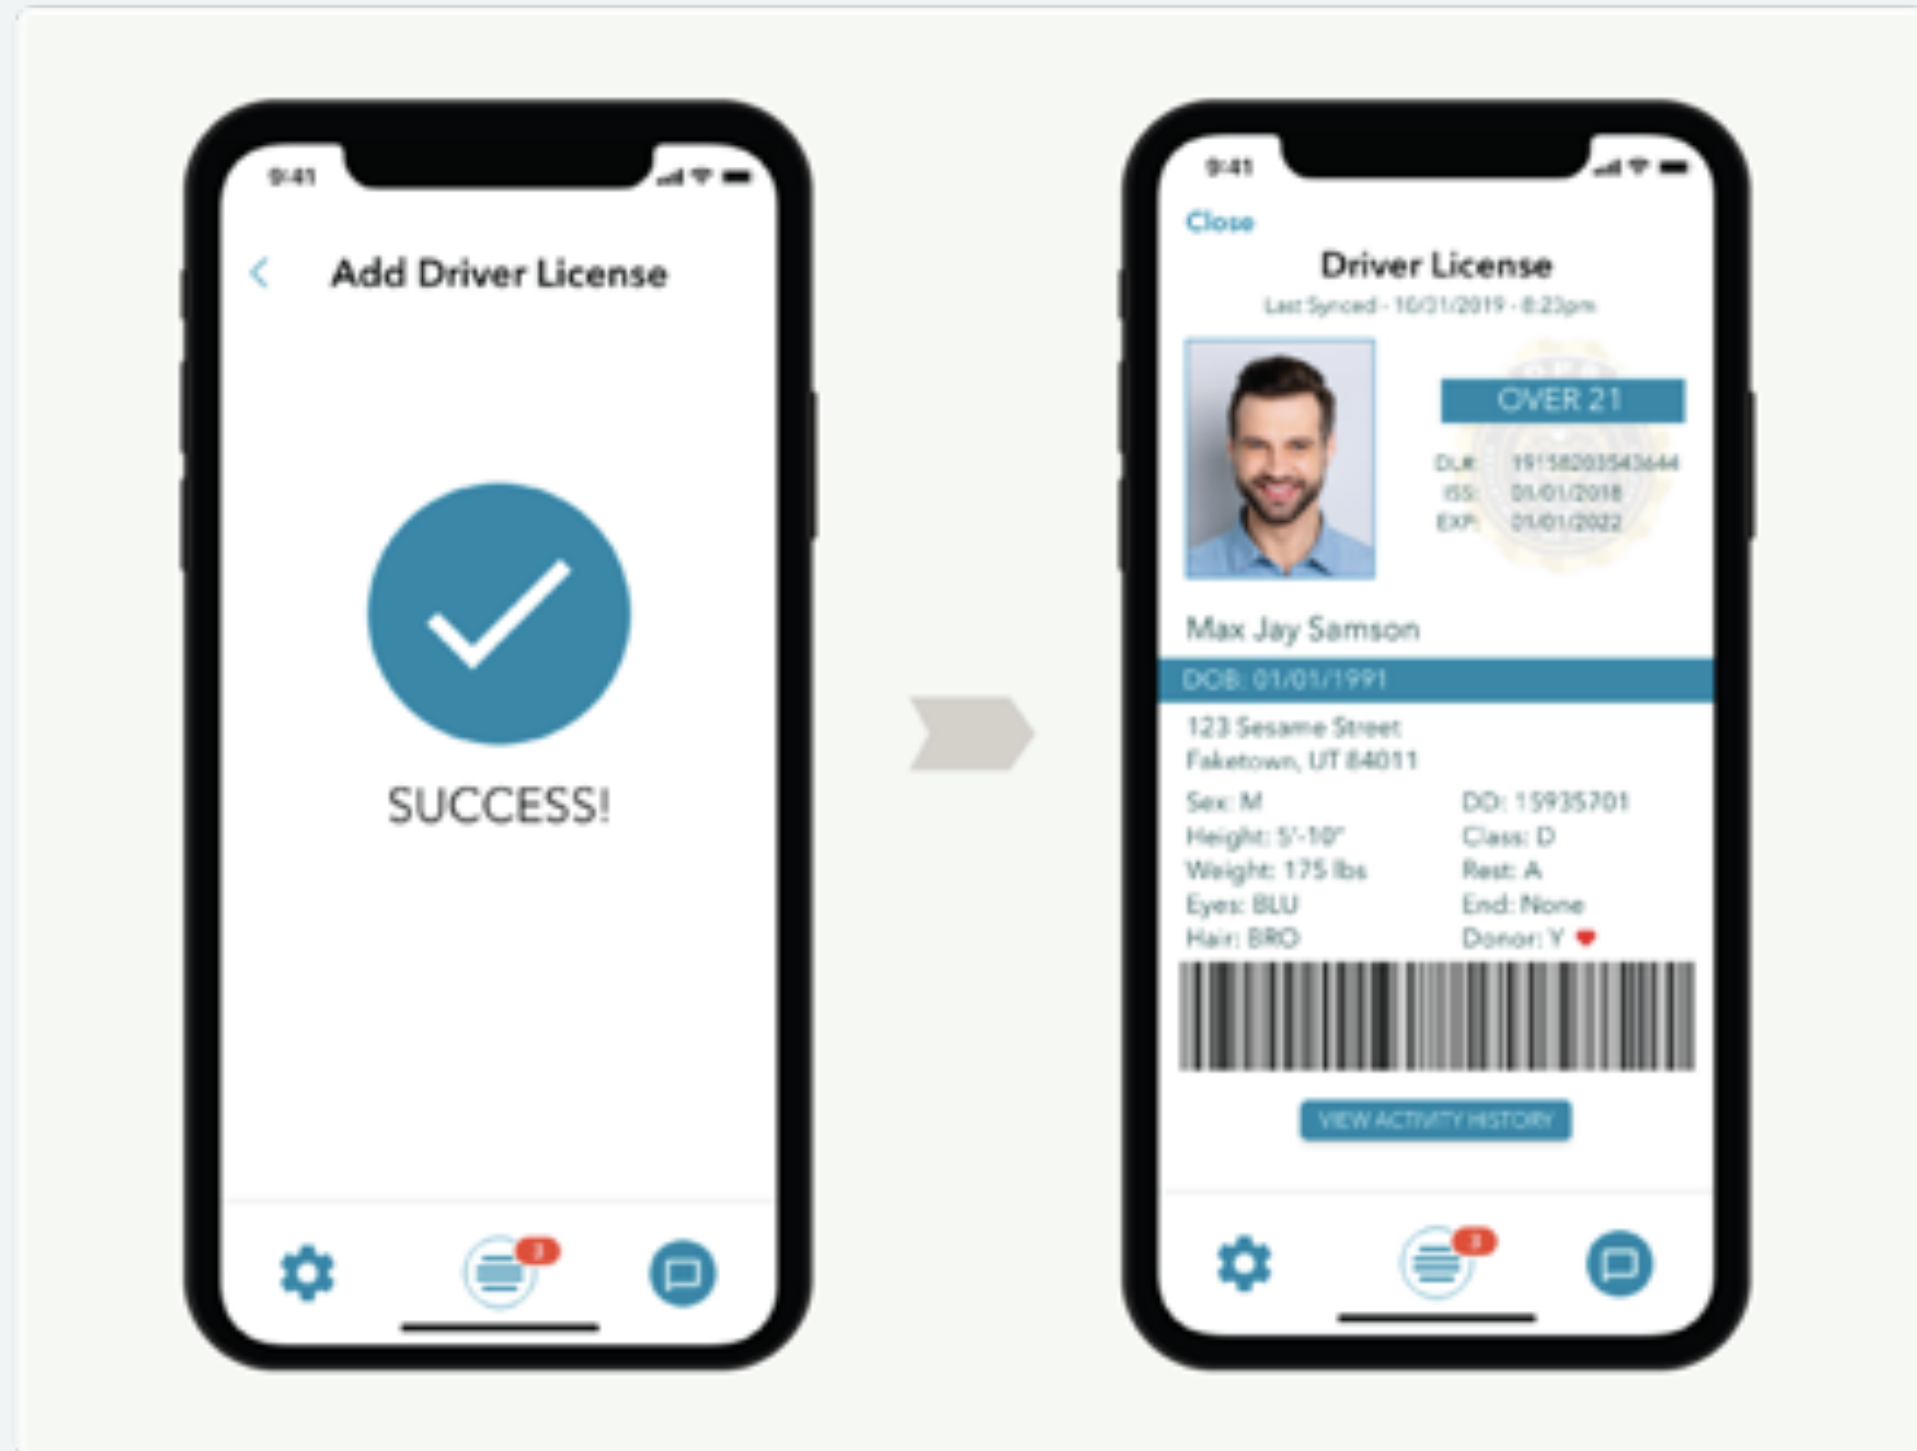 9:41
Add Driver License
SUCCESS!
3
9:41
Close
Driver License
Last Synced - 10/31/2019 - 8:23pm
OVER 21
DL#: 19158203543644
ISS: 01/01/2018
EXP: 01/01/2022
Max Jay Samson
DOB: 01/01/1991
123 Sesame Street
Faketown, UT 84011
Sex: M
DD: 15935701
Height: 5'-10"
Class: D
Weight: 175 lbs
Rest: A
Eyes: BLU
End: None
Hair: BRO
Donor: Y
VIEW ACTIVITY HISTORY
3